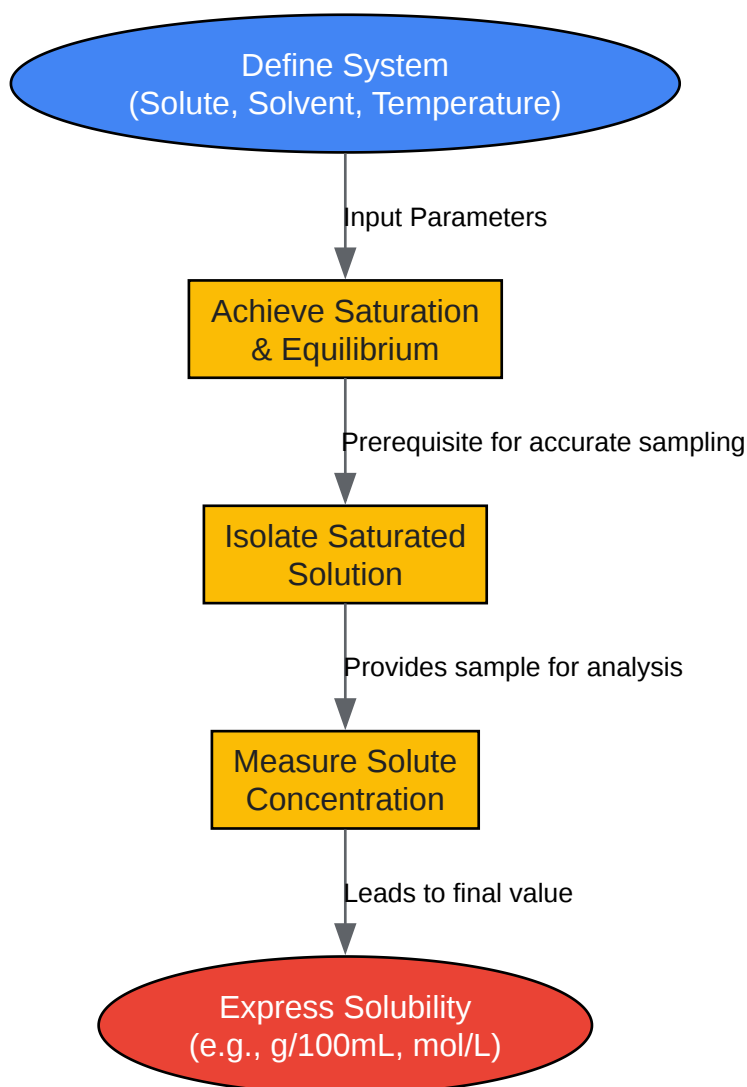 Define System
(Solute, Solvent, Temperature)
Input Parameters
Achieve Saturation
& Equilibrium
Prerequisite for accurate sampling
Isolate Saturated
Solution
Provides sample for analysis
Measure Solute
Concentration
Leads to final value
Express Solubility
(e.g., g/100mL, mol/L)